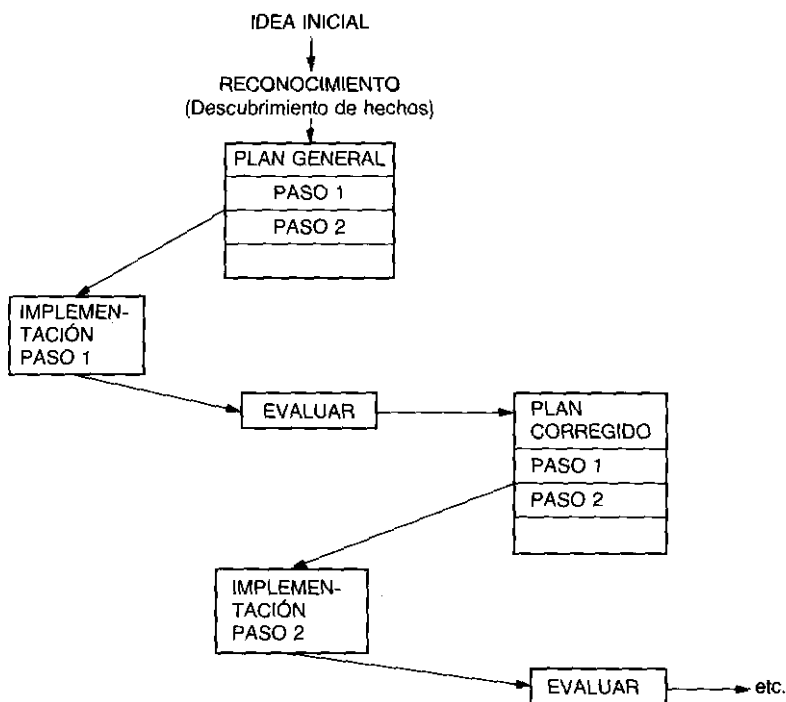 IDEA INICIAL
RECONOCIMIENTO
(Descubrimiento de hechos)
PLAN GENERAL
PASO 1
PASO 2
IMPLEMEN-
TACIÓN
PASO 1
EVALUAR
PLAN
CORREGIDO
PASO 1
PASO 2
IMPLEMEN-
TACIÓN
PASO 2
EVALUAR
etc.